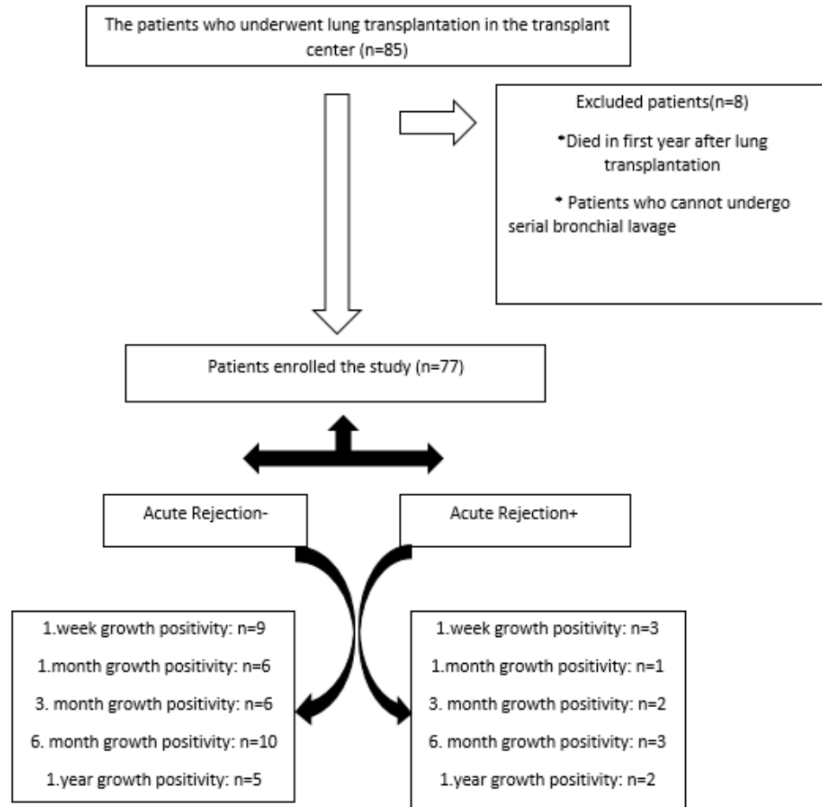 The patients who underwent lung transplantation in the transplant
center (n=85)
Excluded patients(n=8)
*Died in first year after lung
transplantation
* Patients who cannot undergo
serial bronchial lavage
Patients enrolled the study (n=77)
Acute Rejection-
Acute Rejection+
1.week growth positivity: n=9
1.month growth positivity: n=6
3. month growth positivity: n=6
6. month growth positivity: n=10
1.year growth positivity: n=5
1.week growth positivity: n=3
1.month growth positivity: n=1
3. month growth positivity: n=2
6. month growth positivity: n=3
1.year growth positivity: n=2